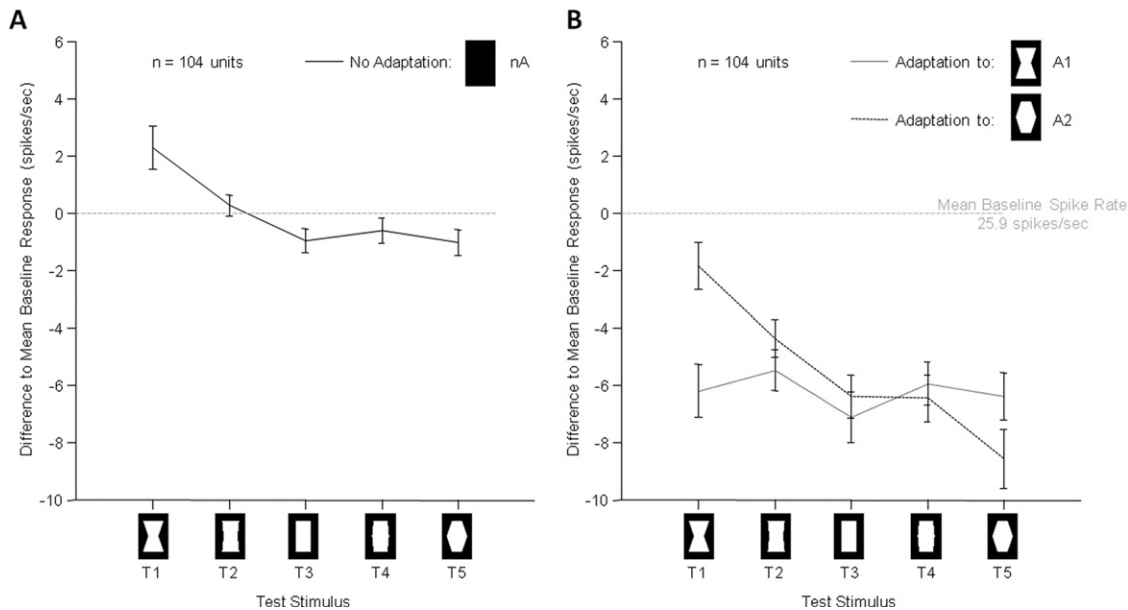 A
Difference to Mean Baseline Response (spikes/sec)
6
4
2
0
-2
-4
-6
-8
-10
n = 104 units
No Adaptation:
nA
T1
T2
T3
T4
T5
Test Stimulus
B
Difference to Mean Baseline Response (spikes/sec)
6
4
2
0
-2
-4
-6
-8
-10
n = 104 units
Adaptation to:
A1
Adaptation to:
A2
Mean Baseline Spike Rate
25.9 spikes/sec
T1
T2
T3
T4
T5
Test Stimulus